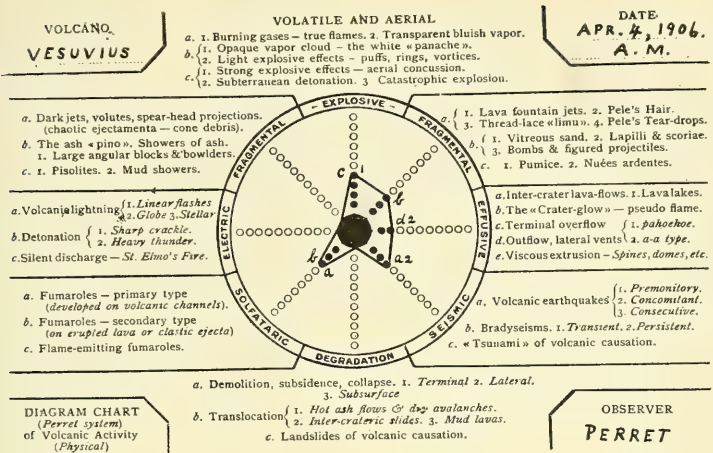 VOLCANO
VESUVIUS
VOLATILE AND AERIAL
a. 1. Burning gases — true flames. 2. Transparent bluish vapor.
b. { 1. Opaque vapor cloud – the white « panache ».
2. Light explosive effects – puffs, rings, vortices.
c. { 1. Strong explosive effects — aerial concussion.
2. Subterranean detonation. 3 Catastrophic explosion.
DATE
APR. 4, 1906.
A. M.
a. Dark jets, volutes, spear-head projections.
(chaotic ejectamenta — cone debris).
b. The ash « pino ». Showers of ash.
1. Large angular blocks & bowlders.
c. 1. Pisolites. 2. Mud showers.
a. { 1. Lava fountain jets. 2. Pele's Hair.
3. Thread-lace «limu». 4. Pele's Tear-drops.
b. { 1. Vitreous sand. 2. Lapilli & scoriae.
3. Bombs & figured projectiles.
c. 1. Pumice. 2. Nuées ardentes.
a. Volcanic lightning { 1. Linear flashes
2. Globe 3. Stellar
b. Detonation { 1. Sharp crackle.
2. Heavy thunder.
c. Silent discharge — St. Elmo's Fire.
a. Inter-crater lava-flows. 1. Lava lakes.
b. The «Crater-glow» — pseudo flame.
c. Terminal overflow { 1. pahoehoe.
d. Outflow, lateral vents 2. a-a type.
e. Viscous extrusion — Spines, domes, etc.
a. Fumaroles — primary type
(developed on volcanic channels).
b. Fumaroles — secondary type
(on erupted lava or clastic ejecta)
c. Flame-emitting fumaroles.
a. Volcanic earthquakes { 1. Premonitory.
2. Concomitant.
3. Consecutive.
b. Bradyseisms. 1. Transient. 2. Persistent.
c. « Tsunami » of volcanic causation.
- EXPLOSIVE -
FRAGMENTAL
FRAGMENTAL
ELECTRIC
EFFUSIVE
SOLFATARIC
SEISMIC
DEGRADATION
c 1
b
d 2
a 2
b
a
a. Demolition, subsidence, collapse. 1. Terminal 2. Lateral.
3. Subsurface
b. Translocation { 1. Hot ash flows & dry avalanches.
2. Inter-crateric slides. 3. Mud lavas.
c. Landslides of volcanic causation.
DIAGRAM CHART
(Perret system)
of Volcanic Activity
(Physical)
OBSERVER
PERRET